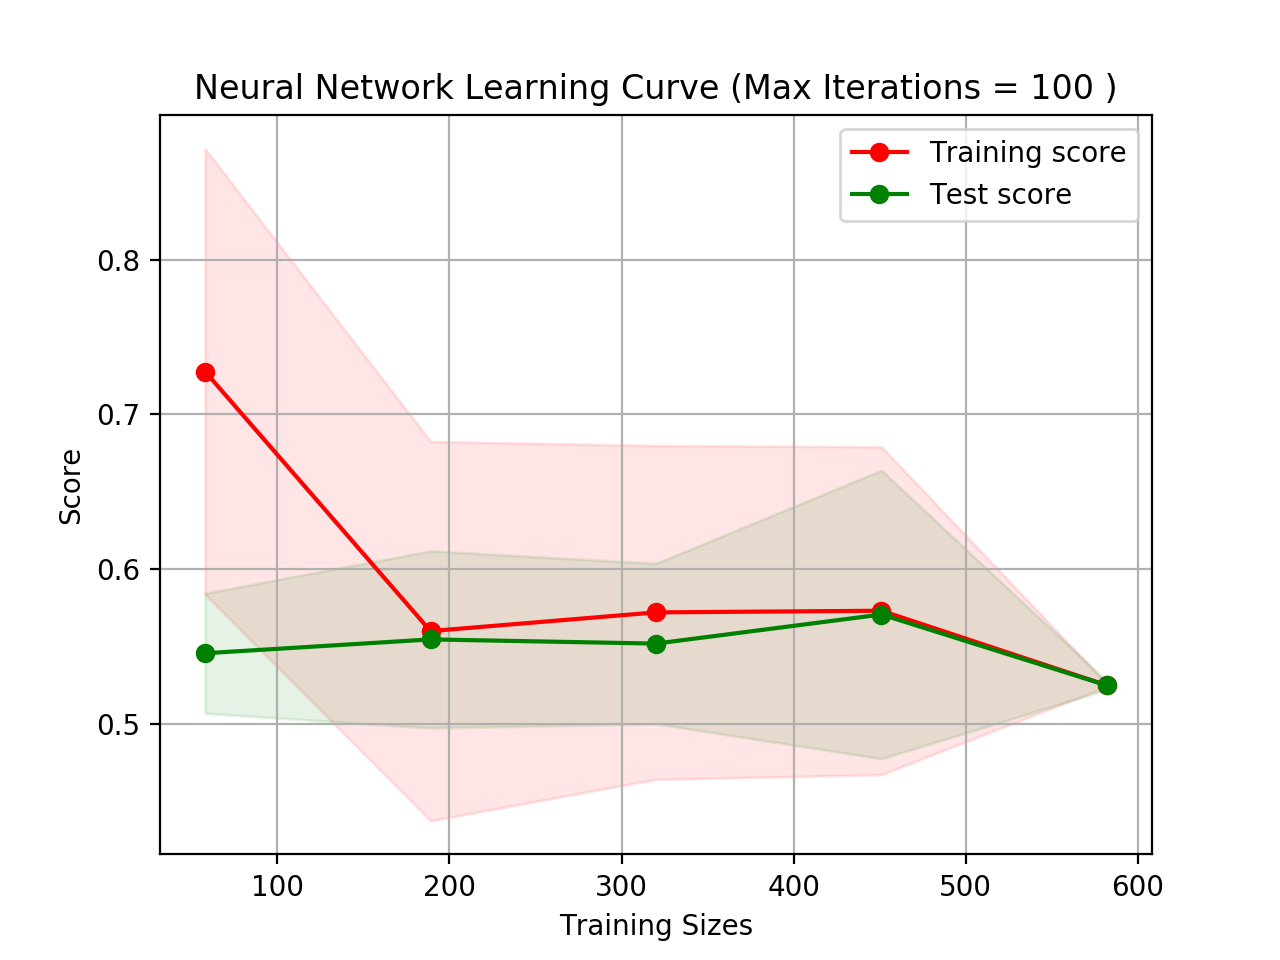 Neural Network Learning Curve (Max Iterations = 100 )
Training score
Test score
0.8
0.7
0.6
0.5
Score
100 200 300 400 500 600
Training Sizes